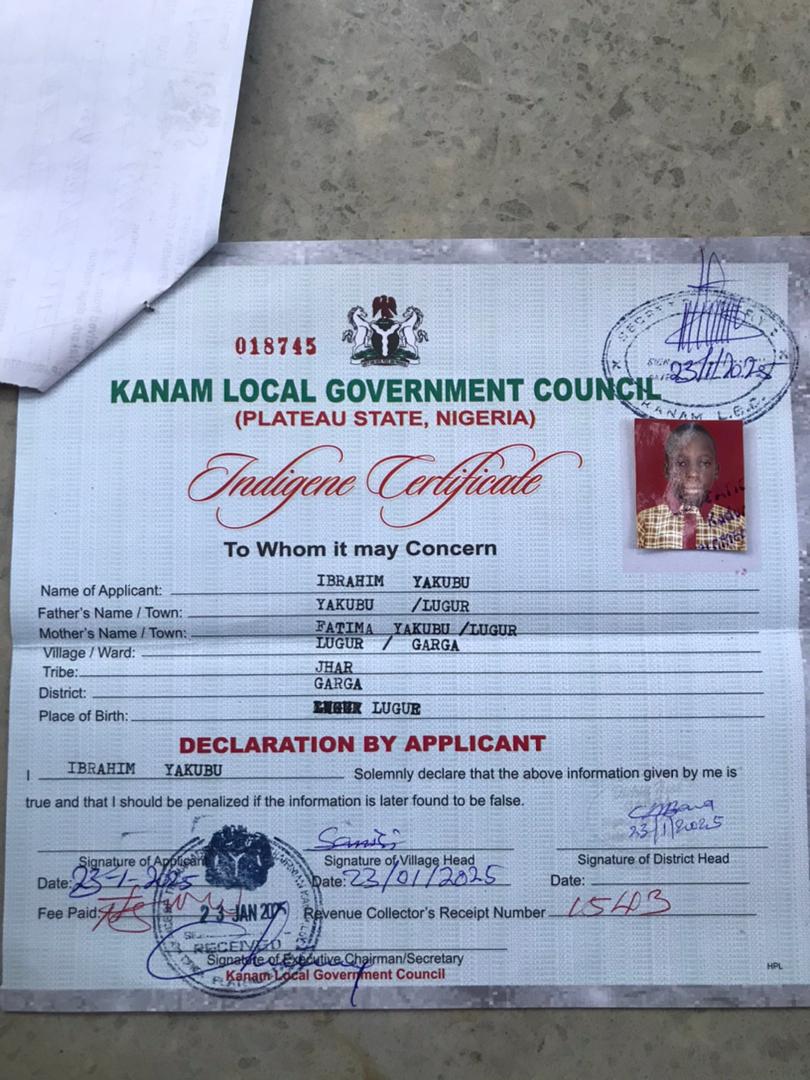 018745
KANAM LOCAL GOVERNMENT COUNCIL
(PLATEAU STATE, NIGERIA)
SECRETARY
23/1/2025
KANAM L.G.C.
Indigene Certificate
To Whom it may Concern
Name of Applicant: IBRAHIM YAKUBU
Father's Name / Town: YAKUBU /LUGUR
Mother's Name / Town: FATIMA YAKUBU /LUGUR
Village / Ward: LUGUR / GARGA
Tribe: JHAR
District: GARGA
Place of Birth: LUGUR
DECLARATION BY APPLICANT
I IBRAHIM YAKUBU Solemnly declare that the above information given by me is
true and that I should be penalized if the information is later found to be false.
23/1/2025
Signature of Applicant Signature of Village Head Signature of District Head
Date: 23-1-2025 Date: 23/01/2025 Date:
Fee Paid: Revenue Collector's Receipt Number 15403
23 JAN 2025
RECEIVED
Signature of Executive Chairman/Secretary
Kanam Local Government Council
HPL